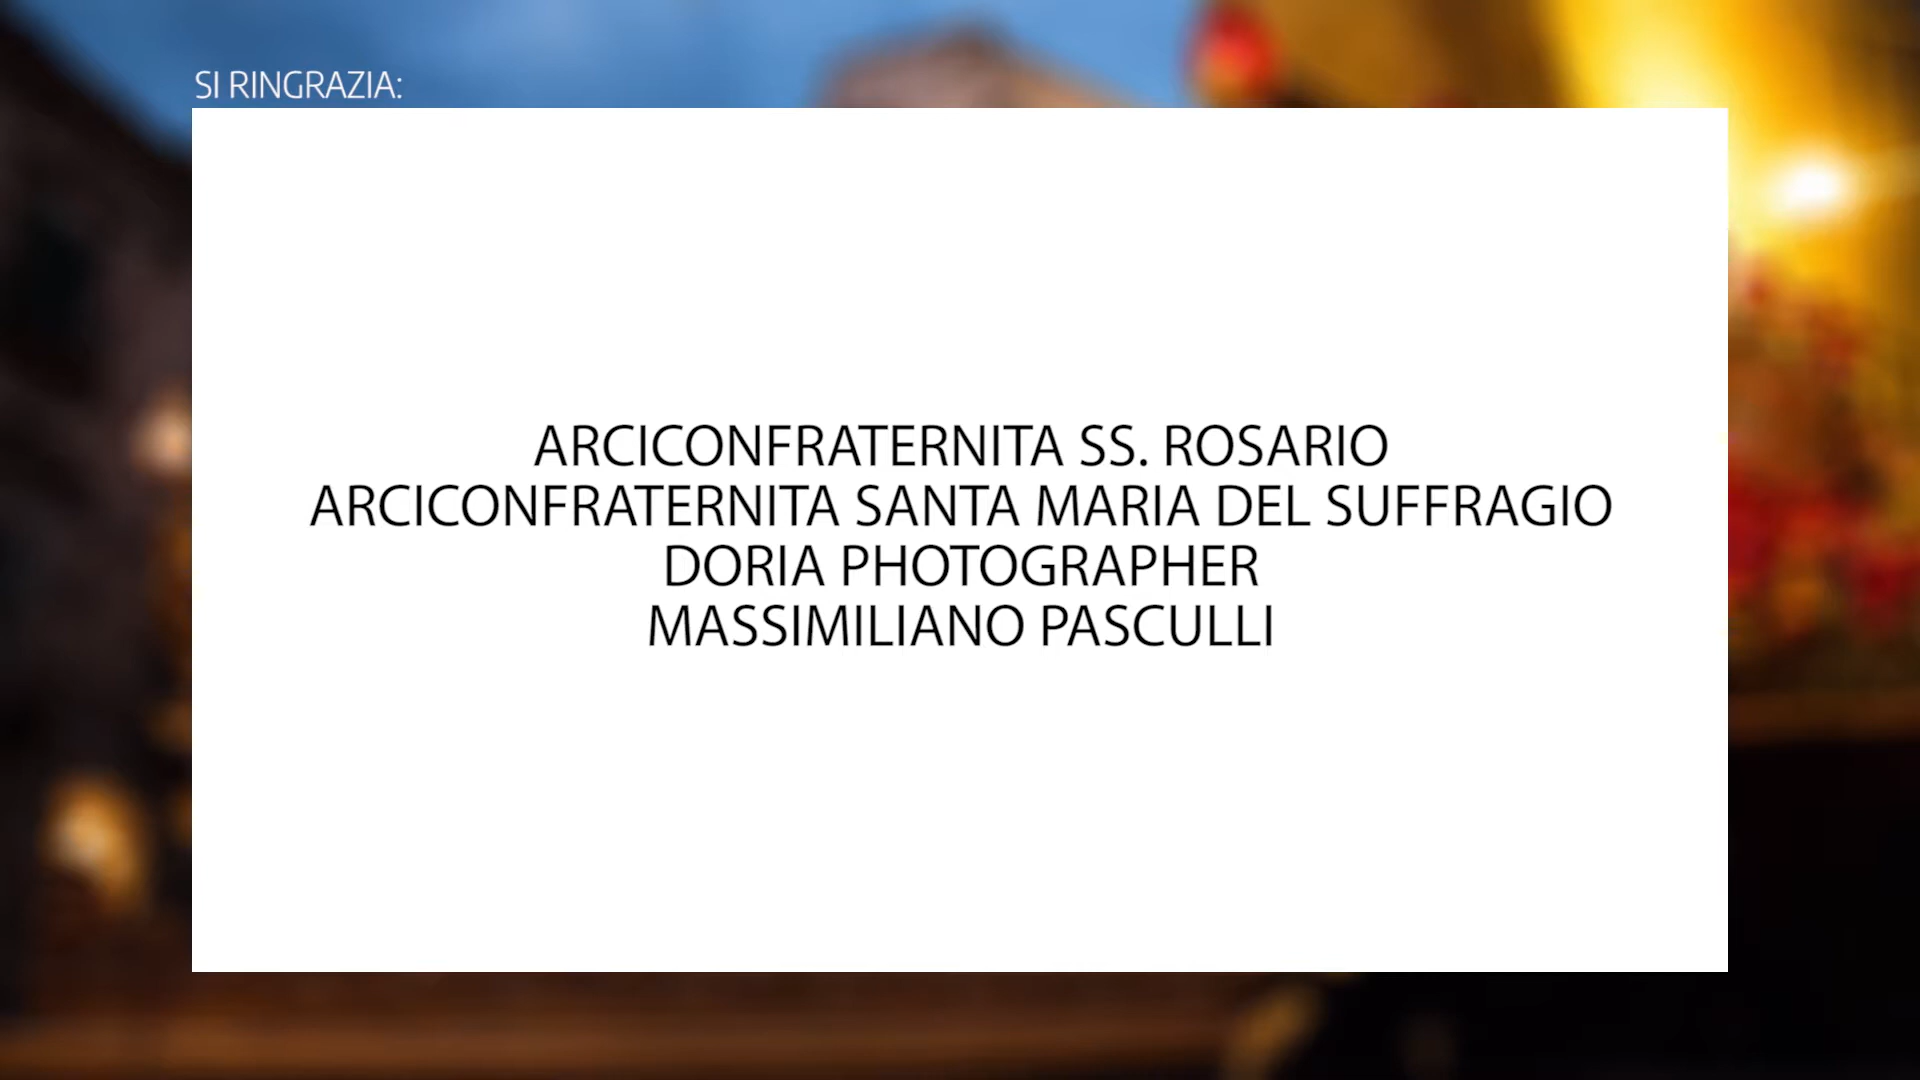 SI RINGRAZIA:
ARCICONFRATERNITA SS. ROSARIO
ARCICONFRATERNITA SANTA MARIA DEL SUFFRAGIO
DORIA PHOTOGRAPHER
MASSIMILIANO PASCULLI